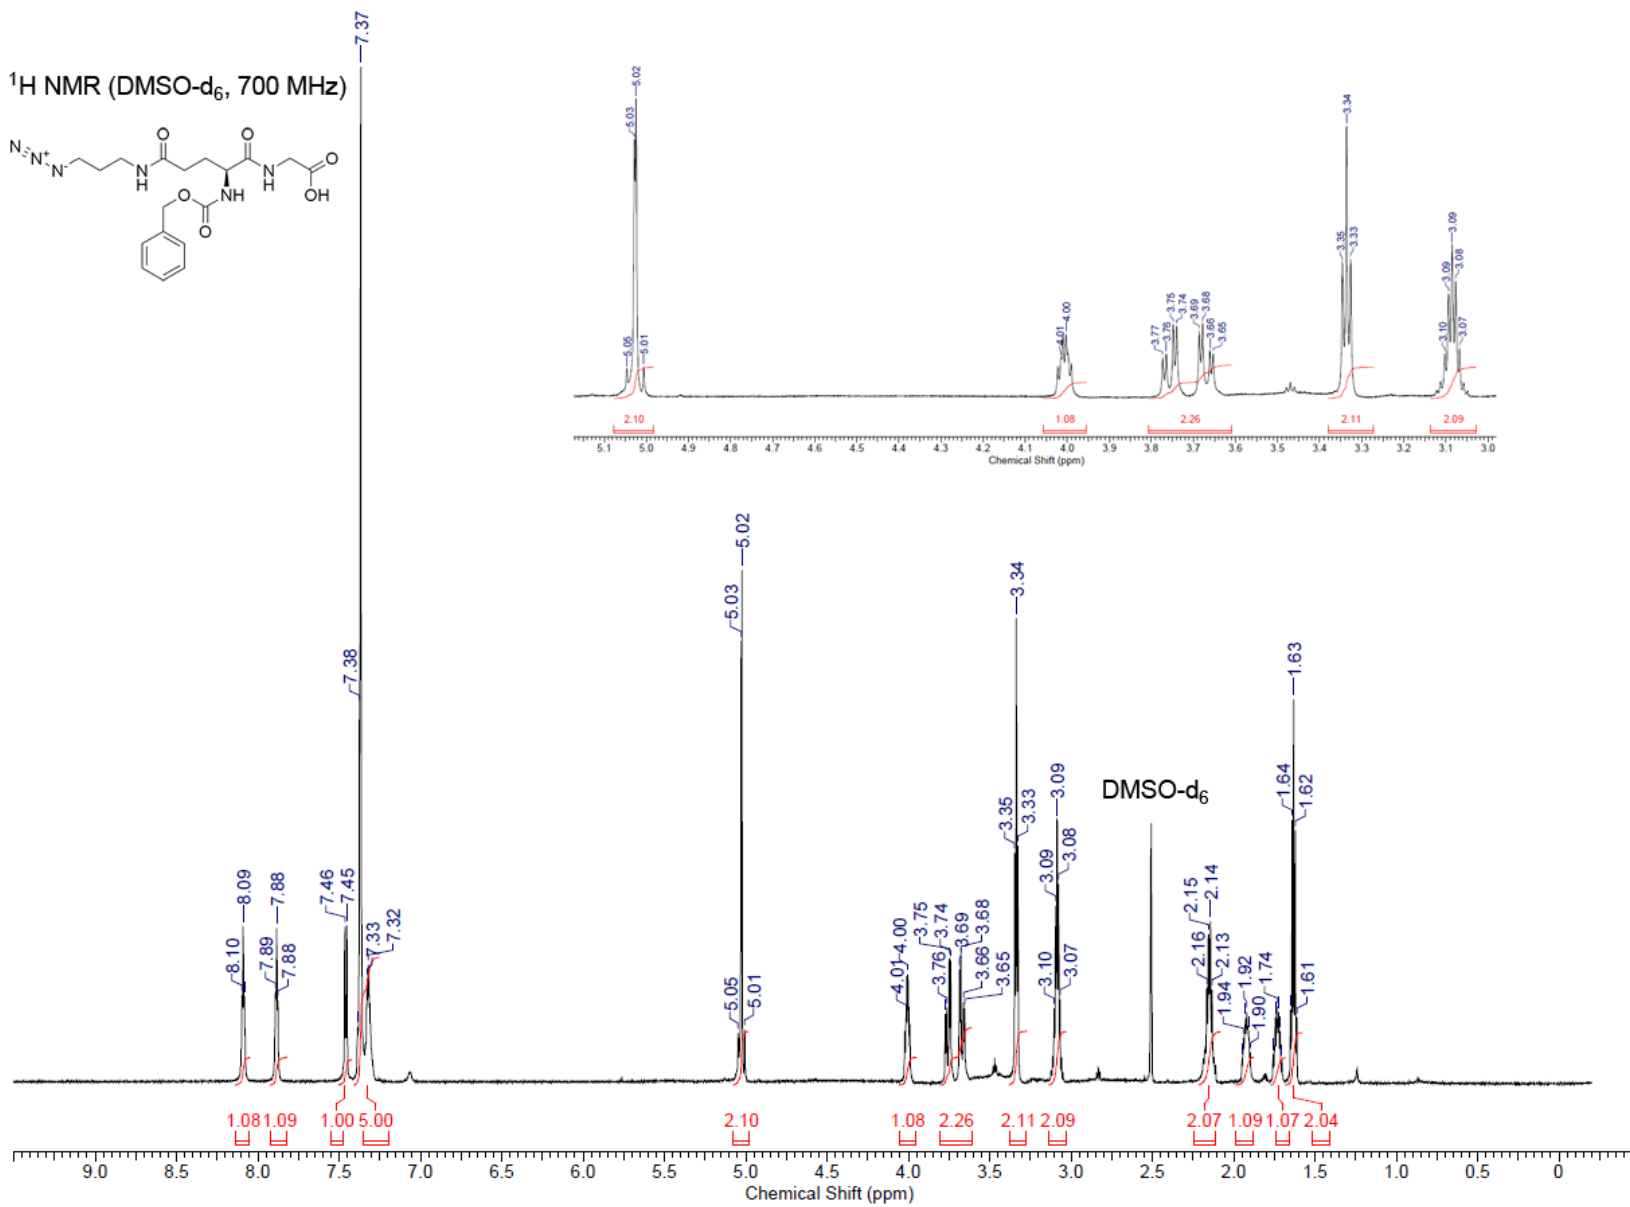 ¹H NMR (DMSO-d₆, 700 MHz)
N N⁺ N⁻ N H O O N H O OH
O NH
O
5.05 5.03 5.02 5.01 4.01 4.00 3.77 3.76 3.75 3.74 3.69 3.68 3.66 3.65 3.35 3.34 3.33 3.10 3.09 3.09 3.08 3.07
2.10 1.08 2.26 2.11 2.09
5.1 5.0 4.9 4.8 4.7 4.6 4.5 4.4 4.3 4.2 4.1 4.0 3.9 3.8 3.7 3.6 3.5 3.4 3.3 3.2 3.1 3.0
Chemical Shift (ppm)
DMSO-d₆
8.10 8.09 7.89 7.88 7.88 7.46 7.45 7.38 7.37 7.33 7.32 5.05 5.03 5.02 5.01 4.01 4.00 3.76 3.75 3.74 3.69 3.68 3.66 3.65 3.35 3.34 3.33 3.10 3.09 3.09 3.08 3.07 2.16 2.15 2.14 2.13 1.94 1.92 1.90 1.74 1.64 1.63 1.62 1.61
1.08 1.09 1.00 5.00 2.10 1.08 2.26 2.11 2.09 2.07 1.09 1.07 2.04
9.0 8.5 8.0 7.5 7.0 6.5 6.0 5.5 5.0 4.5 4.0 3.5 3.0 2.5 2.0 1.5 1.0 0.5 0
Chemical Shift (ppm)